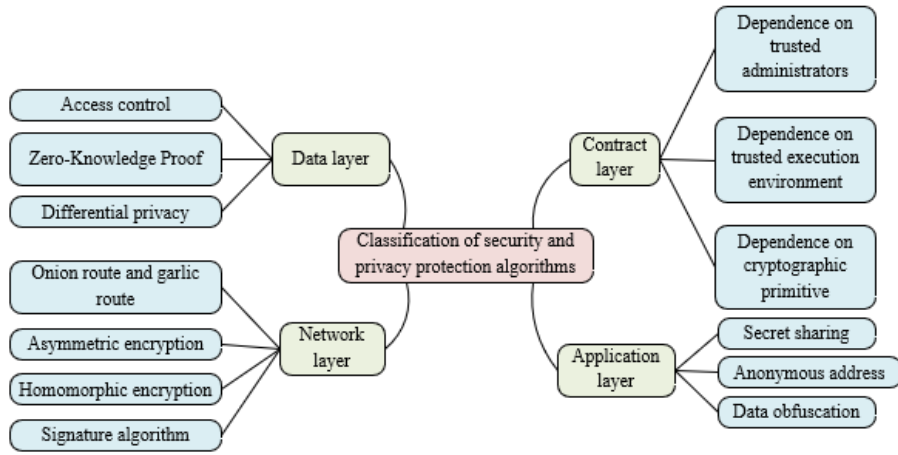 Dependence on
trusted
administrators
Access control
Zero-Knowledge Proof
Data layer
Contract
layer
Dependence on
trusted execution
environment
Differential privacy
Classification of security and
privacy protection algorithms
Dependence on
cryptographic
primitive
Onion route and garlic
route
Network
layer
Asymmetric encryption
Homomorphic encryption
Signature algorithm
Application
layer
Secret sharing
Anonymous address
Data obfuscation